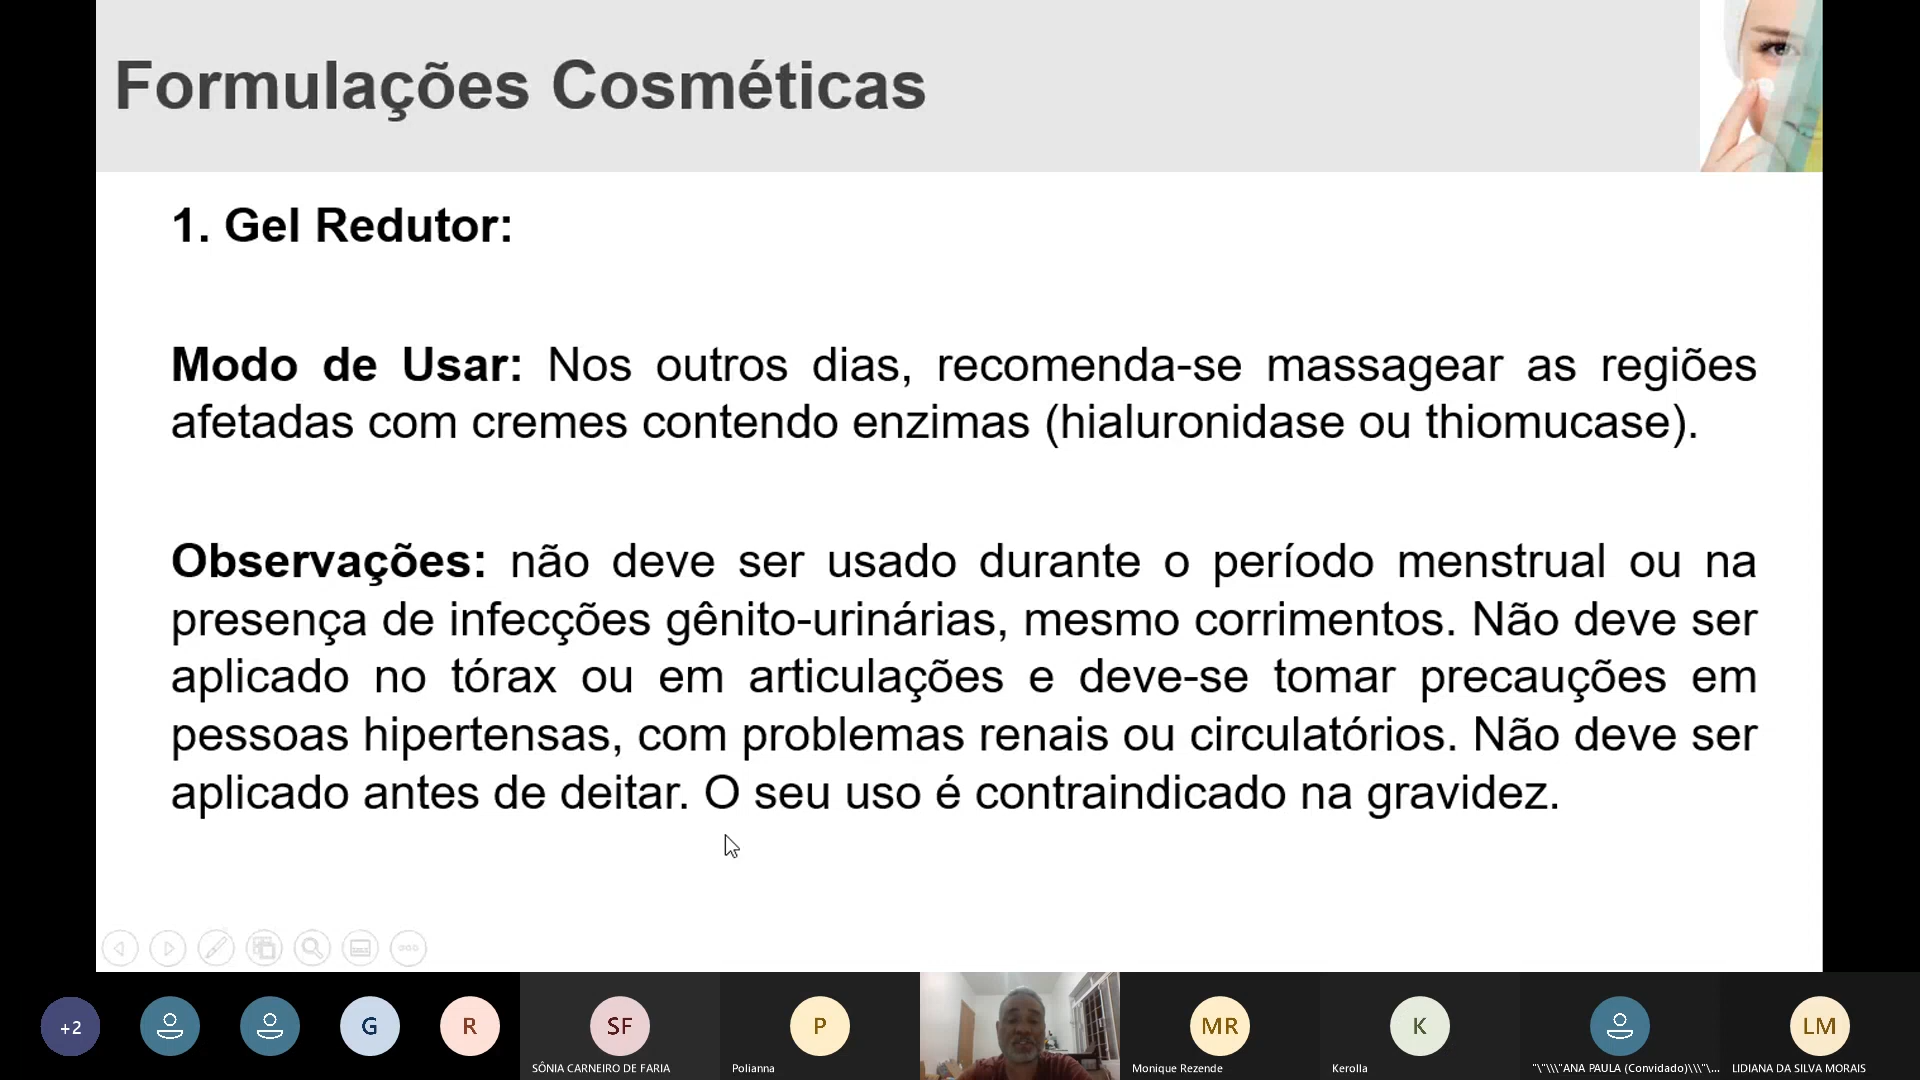 Formulações Cosméticas
1. Gel Redutor:
Modo de Usar: Nos outros dias, recomenda-se massagear as regiões
afetadas com cremes contendo enzimas (hialuronidase ou thiomucase).
Observações: não deve ser usado durante o período menstrual ou na
presença de infecções gênito-urinárias, mesmo corrimentos. Não deve ser
aplicado no tórax ou em articulações e deve-se tomar precauções em
pessoas hipertensas, com problemas renais ou circulatórios. Não deve ser
aplicado antes de deitar. O seu uso é contraindicado na gravidez.
+2
G
R
SF
P
MR
K
LM
SÔNIA CARNEIRO DE FARIA
Polianna
Monique Rezende
Kerolla
"\"\\\"ANA PAULA (Convidado)\\\"\...
LIDIANA DA SILVA MORAIS